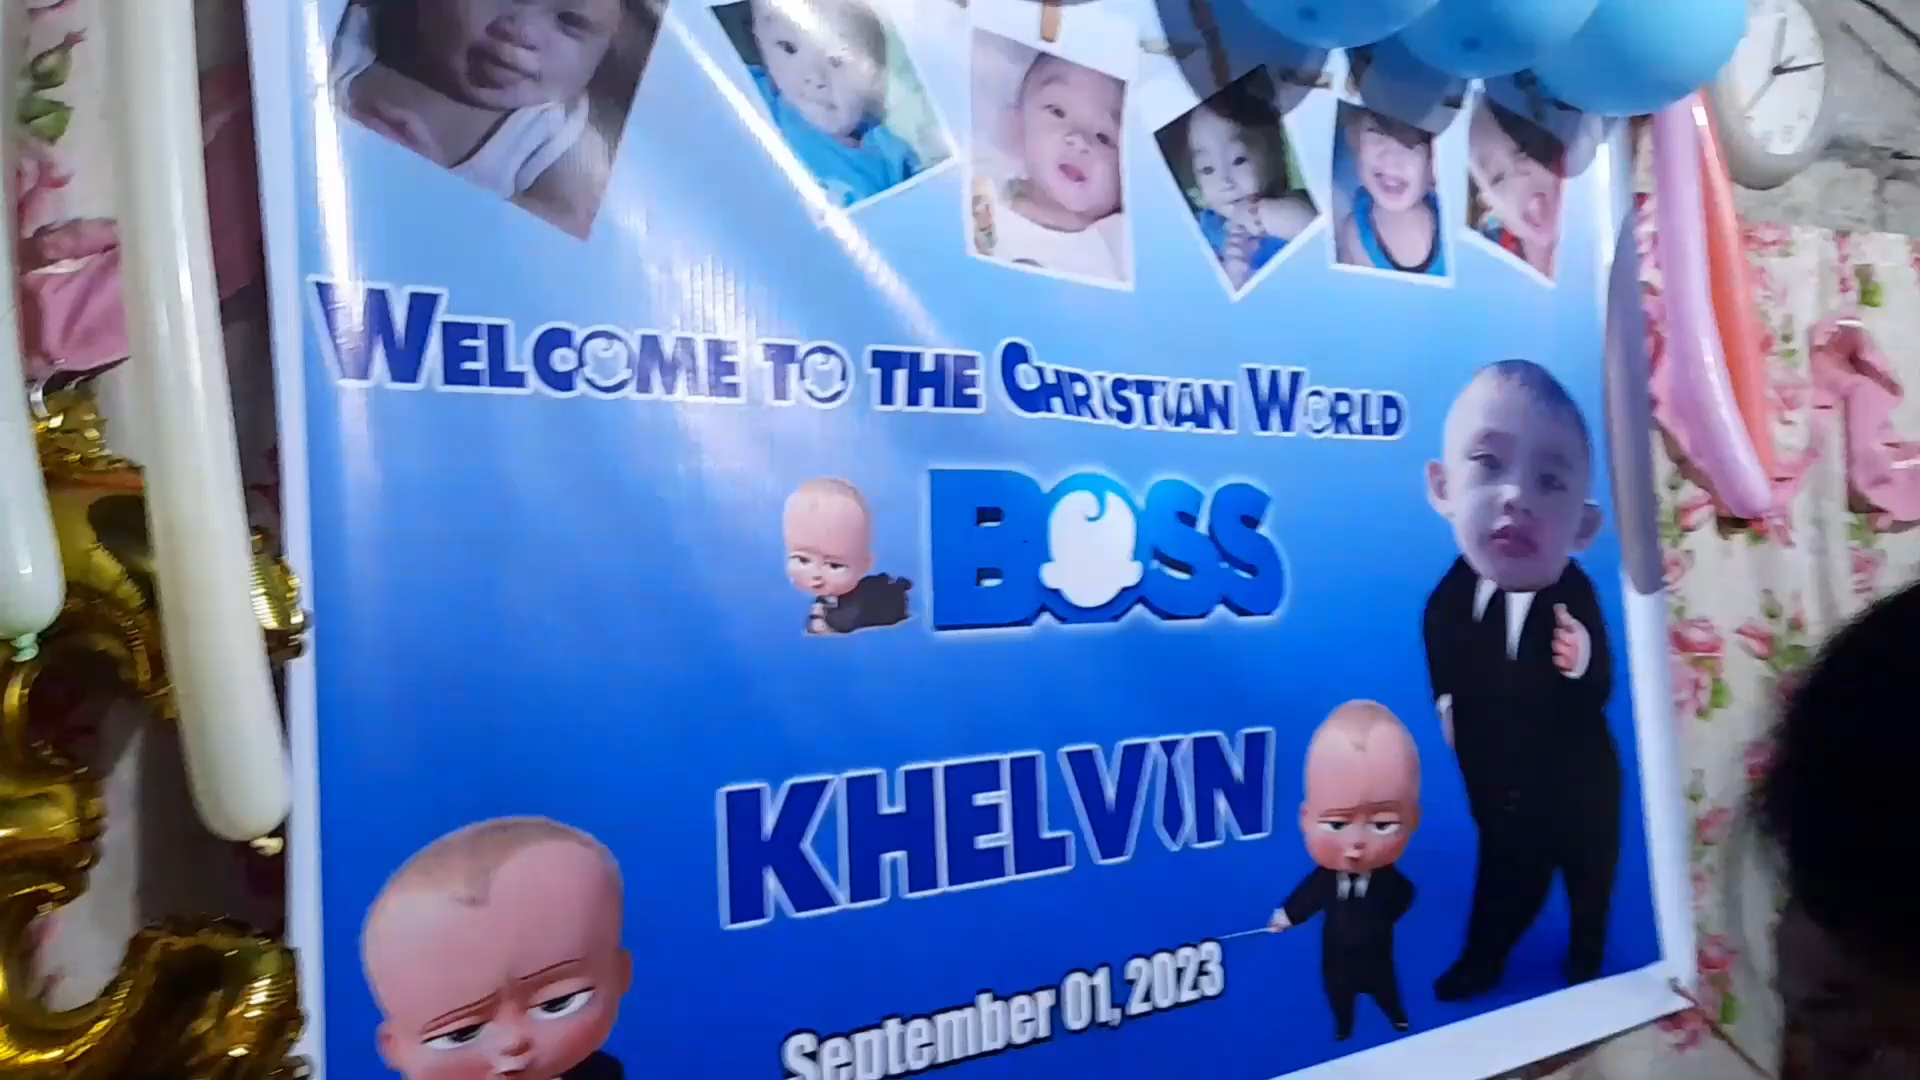 WELCOME TO THE CHRISTIAN WORLD
BOSS
KHELVIN
September 01, 2023